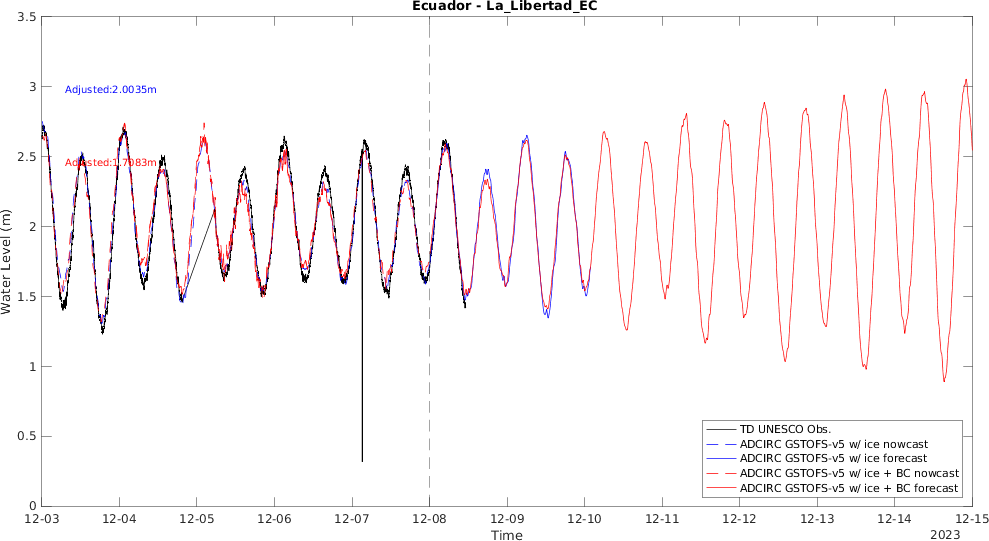 Ecuador - La_Libertad_EC
3.5
3
2.5
2
1.5
1
0.5
0
Water Level (m)
Adjusted:2.0035m
Adjusted:1.7983m
TD UNESCO Obs.
ADCIRC GSTOFS-v5 w/ ice nowcast
ADCIRC GSTOFS-v5 w/ ice forecast
ADCIRC GSTOFS-v5 w/ ice + BC nowcast
ADCIRC GSTOFS-v5 w/ ice + BC forecast
12-03 12-04 12-05 12-06 12-07 12-08 12-09 12-10 12-11 12-12 12-13 12-14 12-15
Time
2023